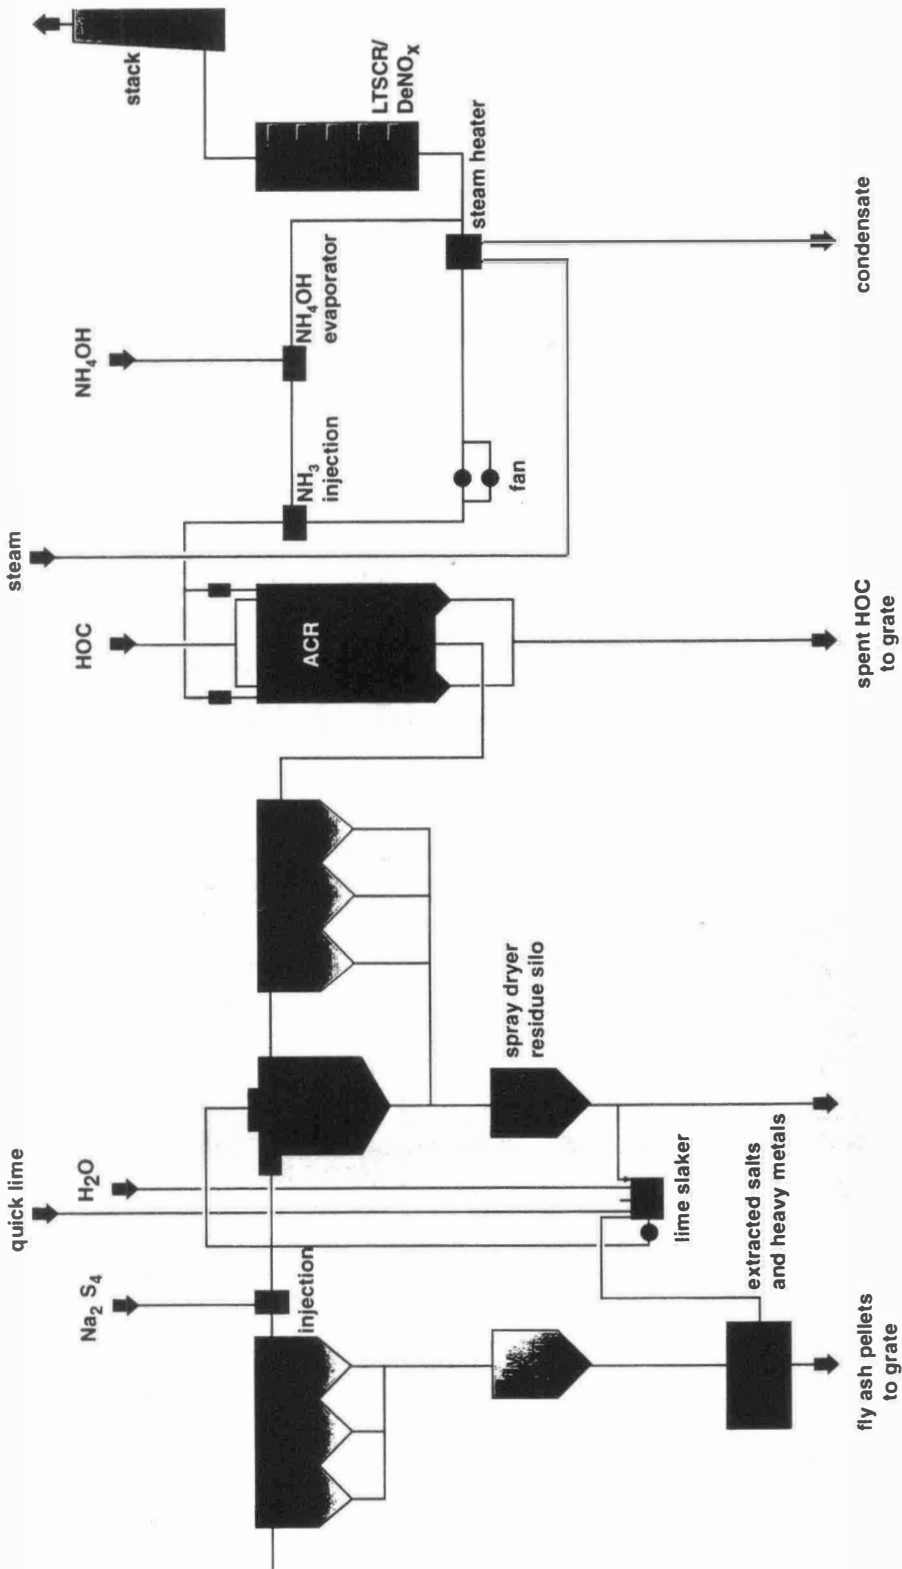 quick lime
steam
Na2 S4
H2O
HOC
NH4OH
stack
injection
NH3
injection
NH4OH
evaporator
LTSCR/
DeNOX
ACR
fan
steam heater
spray dryer
residue silo
lime slaker
extracted salts
and heavy metals
fly ash pellets
to grate
spent HOC
to grate
condensate